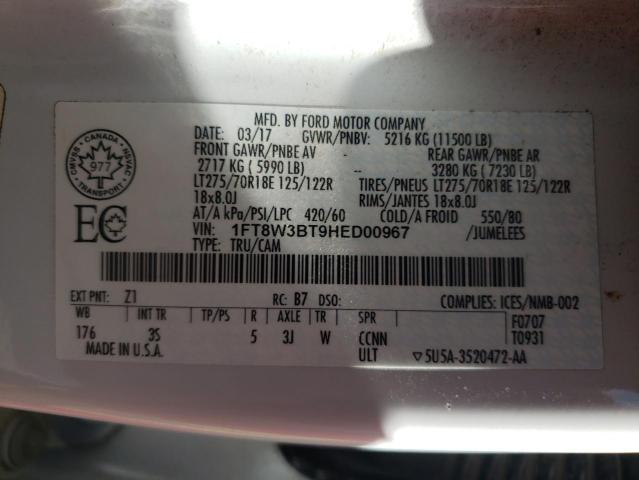 MFD. BY FORD MOTOR COMPANY
DATE: 03/17 GVWR/PNBV: 5216 KG (11500 LB)
FRONT GAWR/PNBE AV REAR GAWR/PNBE AR
2717 KG ( 5990 LB) -- 3280 KG ( 7230 LB)
LT275/70R18E 125/122R TIRES/PNEUS LT275/70R18E 125/122R
18x8.0J RIMS/JANTES 18x8.0J
AT/A kPa/PSI/LPC 420/60 COLD/A FROID 550/80
VIN: 1FT8W3BT9HED00967 /JUMELEES
TYPE: TRU/CAM
CANADA
CMVSS NSVAC
977
TRANSPORT
EC
EXT PNT: Z1 RC: B7 DSO: COMPLIES: ICES/NMB-002
WB INT TR TP/PS R AXLE TR SPR F0707
176 3S 5 3J W CCNN T0931
MADE IN U.S.A. ULT ▽5U5A-3520472-AA